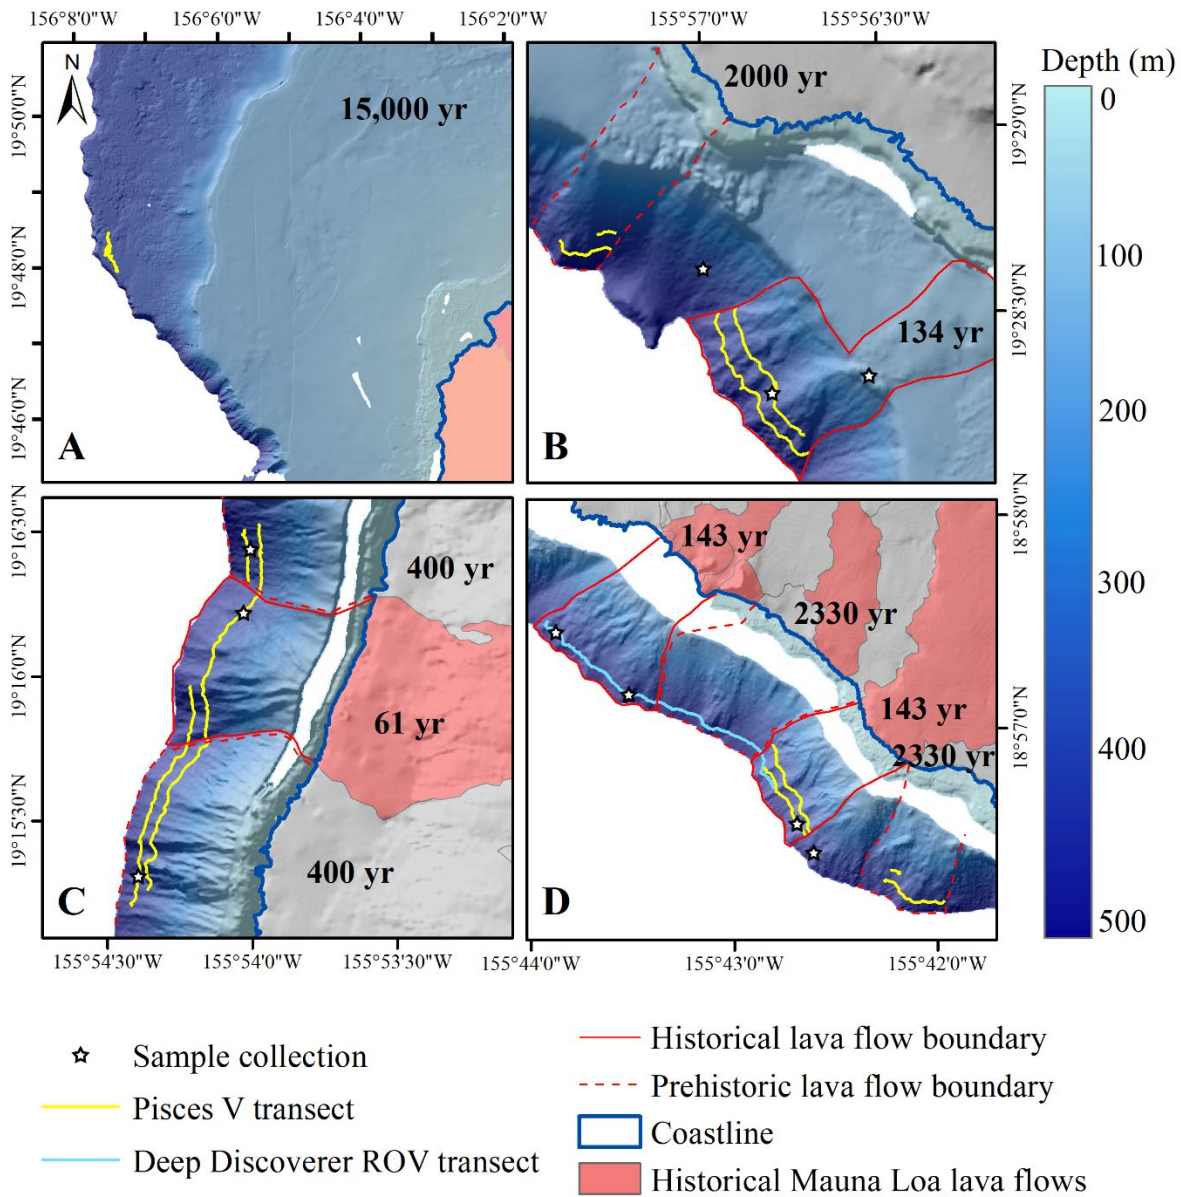 156°8'0"W
156°6'0"W
156°4'0"W
156°2'0"W
155°57'0"W
155°56'3"W
Depth (m)
0
100
200
300
400
500
N
15,000 yr
19°50'0"N
19°48'0"N
19°46'0"N
A
2000 yr
134 yr
19°29'0"N
19°28'3"N
B
19°16'30"N
19°16'0"N
19°15'30"N
400 yr
61 yr
400 yr
C
143 yr
2330 yr
143 yr
2330 yr
18°58'0"N
18°57'0"N
D
155°54'30"W
155°54'0"W
155°53'30"W
155°44'0"W
155°43'0"W
155°42'0"W
Sample collection
Pisces V transect
Deep Discoverer ROV transect
Historical lava flow boundary
Prehistoric lava flow boundary
Coastline
Historical Mauna Loa lava flows